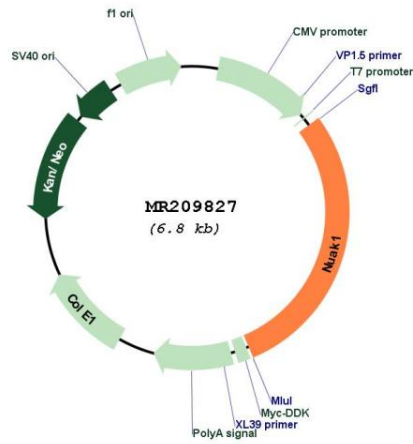 f1 ori
CMV promoter
SV40 ori
VP1.5 primer
T7 promoter
SgfI
Kan/Neo
MR209827
(6.8 kb)
Nuak1
Col E1
MluI
Myc-DDK
XL39 primer
PolyA signal